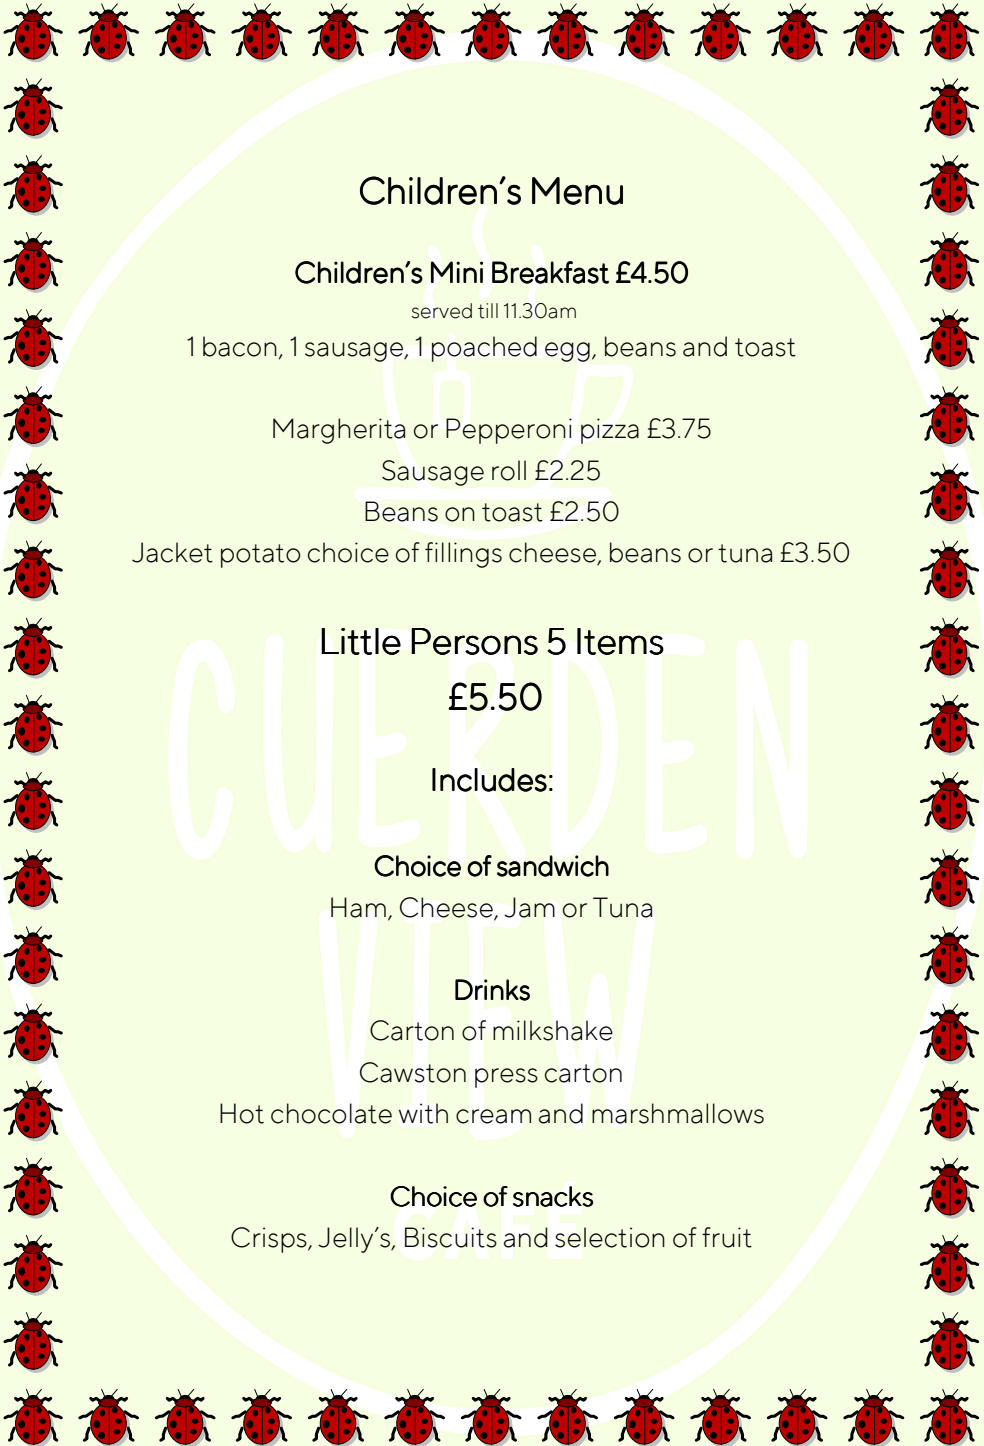 Children's Menu
Children's Mini Breakfast £4.50
served till 11.30am
1 bacon, 1 sausage, 1 poached egg, beans and toast
Margherita or Pepperoni pizza £3.75
Sausage roll £2.25
Beans on toast £2.50
Jacket potato choice of fillings cheese, beans or tuna £3.50
Little Persons 5 Items
£5.50
CUERDEN
Includes:
Choice of sandwich
Ham, Cheese, Jam or Tuna
VIEW
Drinks
Carton of milkshake
Cawston press carton
Hot chocolate with cream and marshmallows
Choice of snacks
CAFÉ
Crisps, Jelly's, Biscuits and selection of fruit